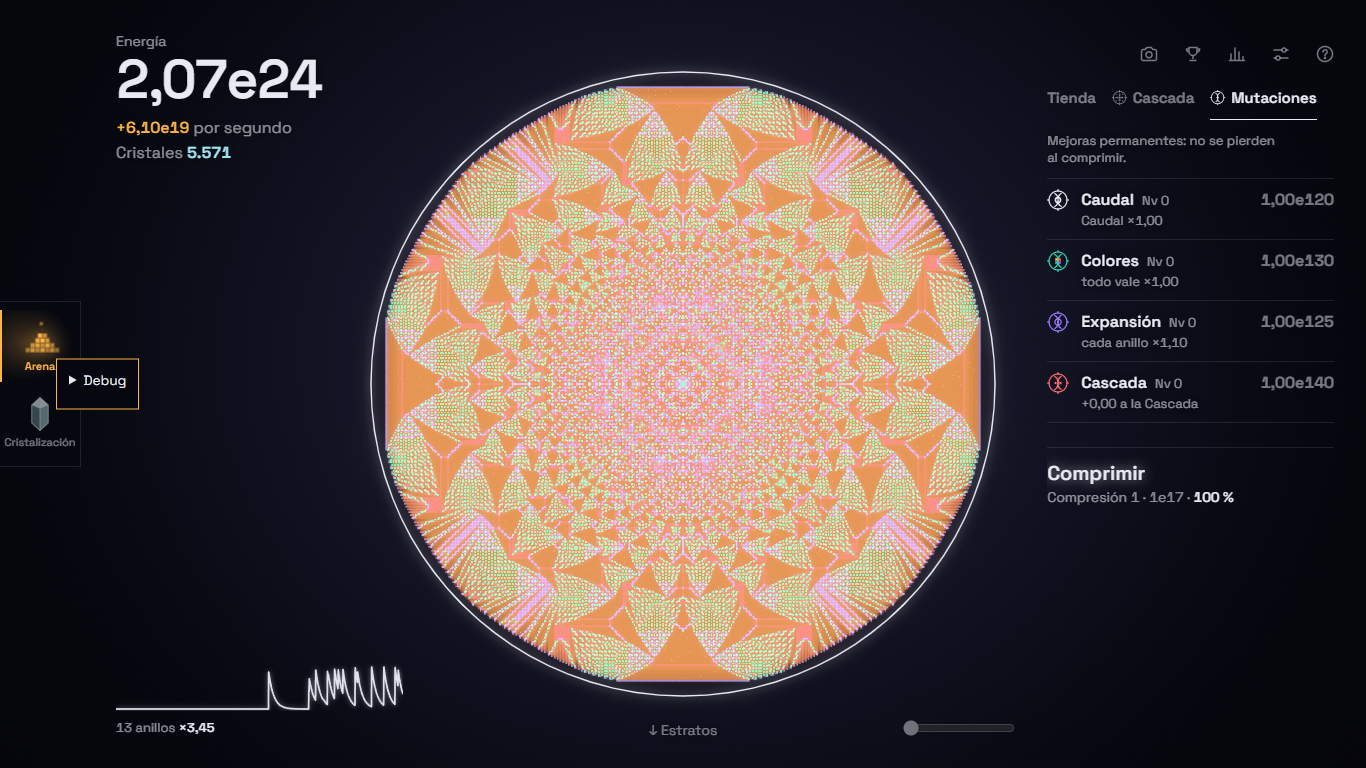 Energía
2,07e24
+6,10e19 por segundo
Cristales 5.571
Tienda Cascada Mutaciones
Mejoras permanentes: no se pierden
al comprimir.
Caudal Nv 0 1,00e120
Caudal ×1,00
Colores Nv 0 1,00e130
todo vale ×1,00
Expansión Nv 0 1,00e125
cada anillo ×1,10
Cascada Nv 0 1,00e140
+0,00 a la Cascada
Comprimir
Compresión 1 · 1e17 · 100 %
Arena
▶ Debug
Cristalización
13 anillos ×3,45
↓ Estratos